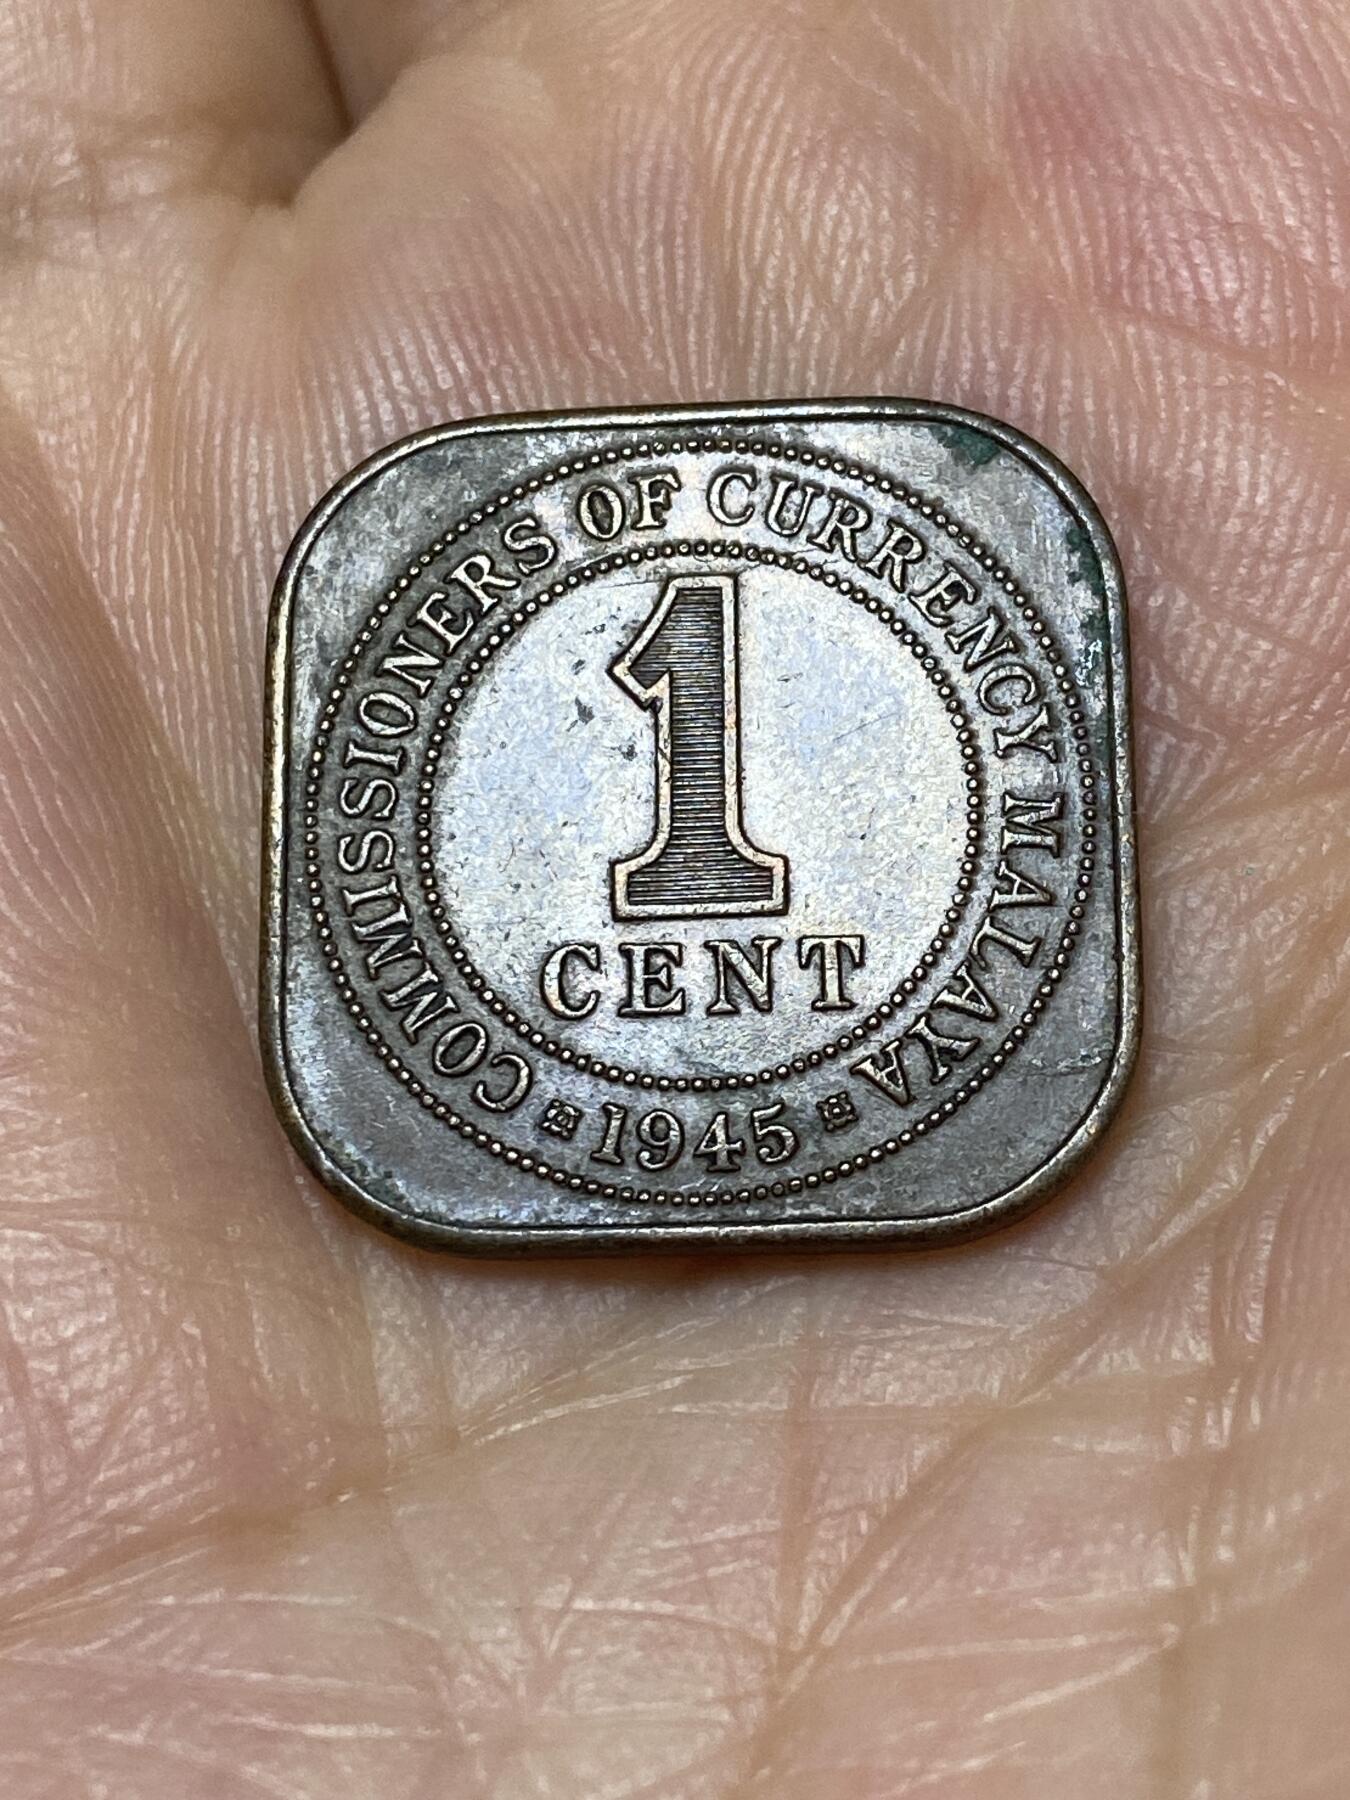 COMMISSIONERS OF CURRENCY MALAYA
1
CENT
1945